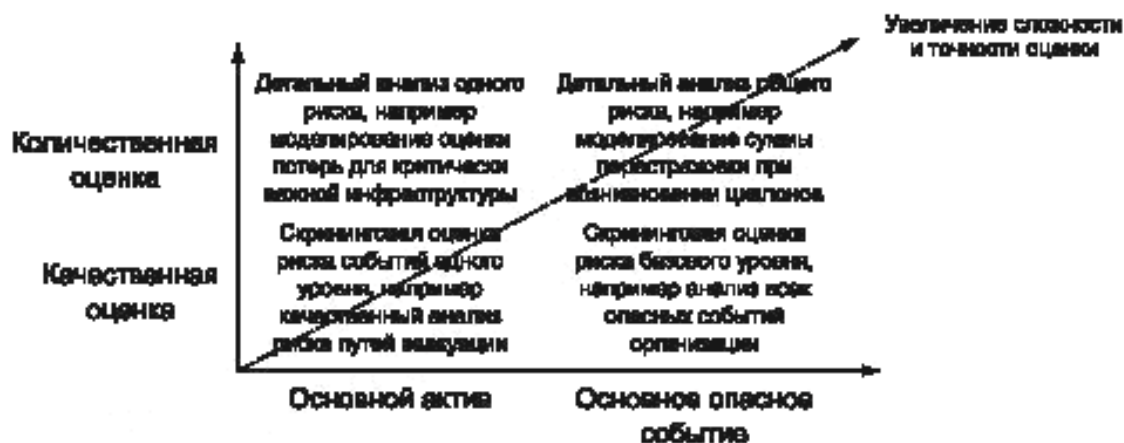 Увеличение сложности
и точности оценки
Количественная
оценка
Детальный анализ одного
риска, например
моделирование оценки
потерь для критически
важной инфраструктуры
Детальный анализ общего
риска, например
моделирование суммы
перестраховки при
возникновении циклонов
Качественная
оценка
Скрининговая оценка
риска событий одного
уровня, например
качественный анализ
риска путей эвакуации
Скрининговая оценка
риска базового уровня,
например анализ всех
опасных событий
организации
Основной актив
Основное опасное
событие